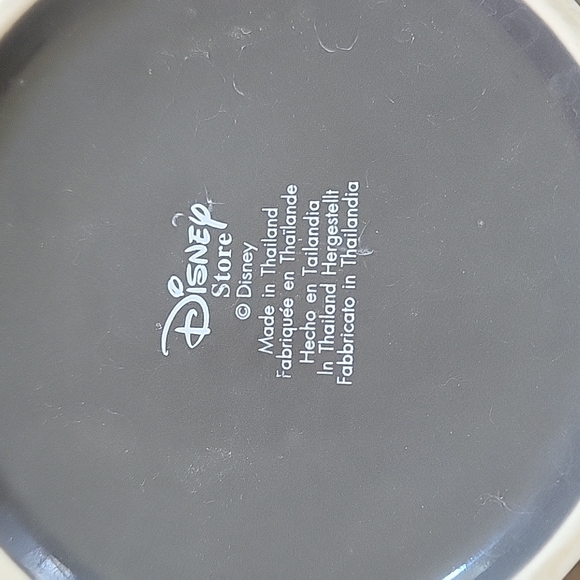 Disney
Store
© Disney
Made in Thailand
Fabriquée en Thaïlande
Hecho en Tailandia
In Thailand Hergestellt
Fabbricato in Thailandia